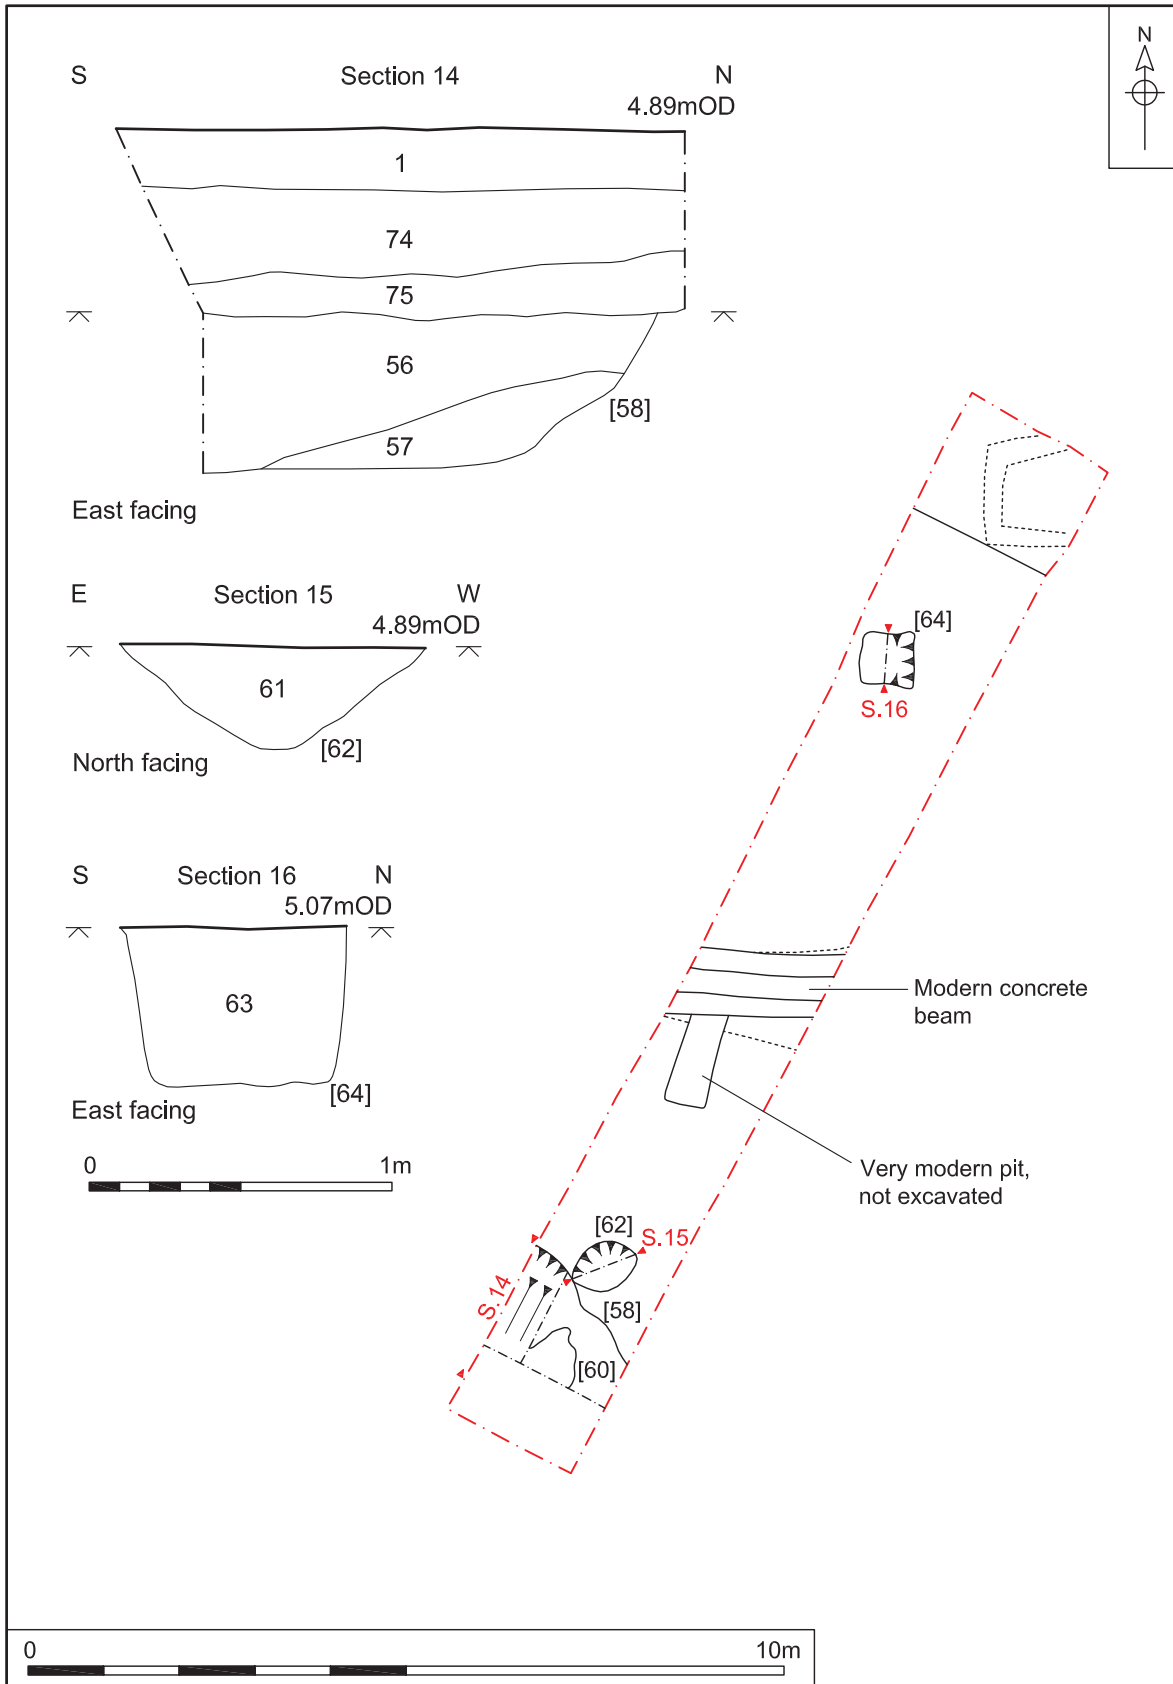 N
S Section 14 N
4.89mOD
1
74
75
56
57
[58]
East facing
E Section 15 W
4.89mOD
61
[62]
North facing
S Section 16 N
5.07mOD
63
[64]
East facing
0 1m
[64]
S.16
Modern concrete
beam
Very modern pit,
not excavated
[62]
S.15
S.14
[58]
[60]
0 10m